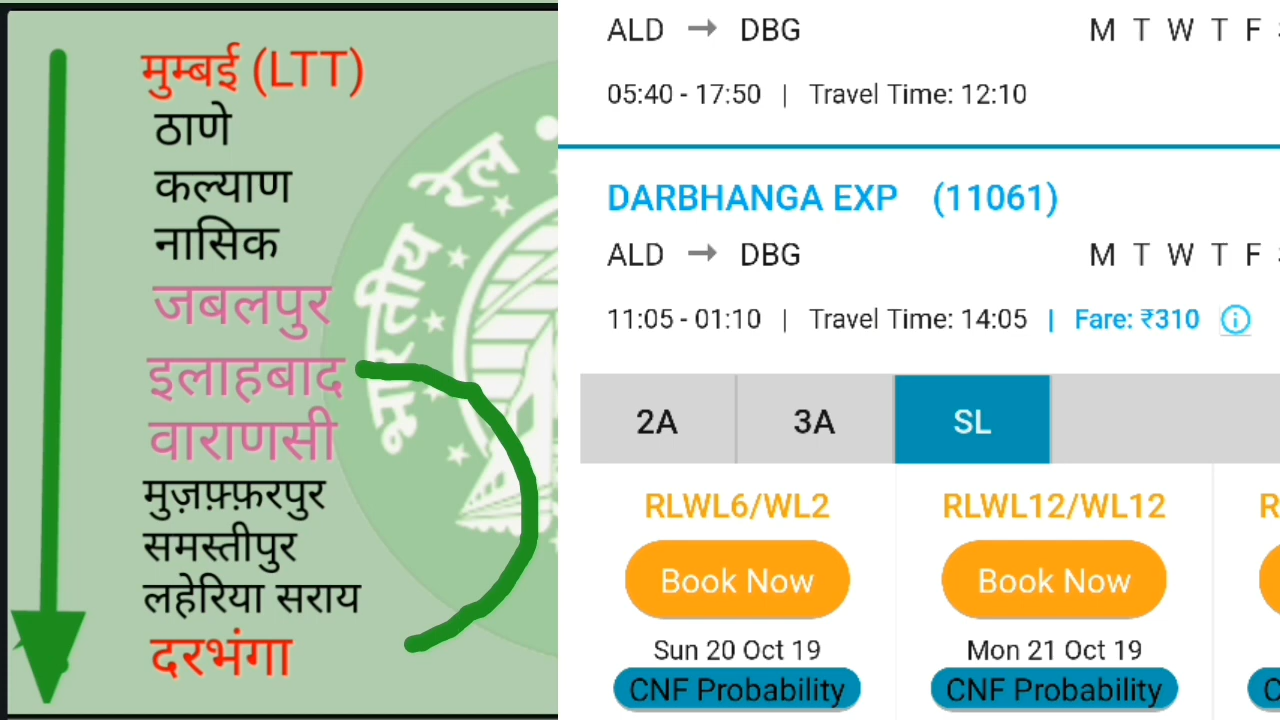 मुम्बई (LTT)
ठाणे
कल्याण
नासिक
जबलपुर
इलाहबाद
वाराणसी
मुज़फ़्फ़रपुर
समस्तीपुर
लहेरिया सराय
दरभंगा
भारतीय रेल
ALD → DBG M T W T F S
05:40 - 17:50 | Travel Time: 12:10
DARBHANGA EXP (11061)
ALD → DBG M T W T F S
11:05 - 01:10 | Travel Time: 14:05 | Fare: ₹310 i
2A 3A SL
RLWL6/WL2 RLWL12/WL12 R
Book Now Book Now
Sun 20 Oct 19 Mon 21 Oct 19
CNF Probability CNF Probability C